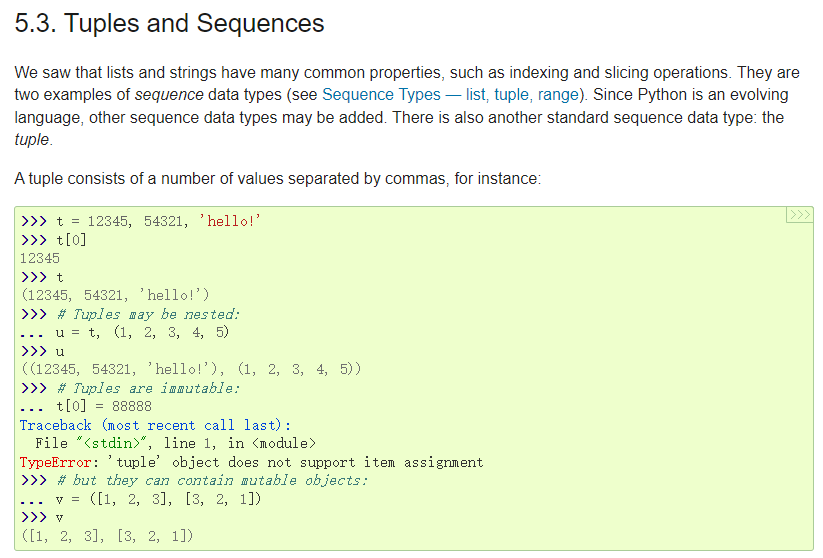 5.3. Tuples and Sequences
We saw that lists and strings have many common properties, such as indexing and slicing operations. They are
two examples of sequence data types (see Sequence Types — list, tuple, range). Since Python is an evolving
language, other sequence data types may be added. There is also another standard sequence data type: the
tuple.
A tuple consists of a number of values separated by commas, for instance:
>>> t = 12345, 54321, 'hello!'
>>>
>>> t[0]
12345
>>> t
(12345, 54321, 'hello!')
>>> # Tuples may be nested:
... u = t, (1, 2, 3, 4, 5)
>>> u
((12345, 54321, 'hello!'), (1, 2, 3, 4, 5))
>>> # Tuples are immutable:
... t[0] = 88888
Traceback (most recent call last):
  File "<stdin>", line 1, in <module>
TypeError: 'tuple' object does not support item assignment
>>> # but they can contain mutable objects:
... v = ([1, 2, 3], [3, 2, 1])
>>> v
([1, 2, 3], [3, 2, 1])